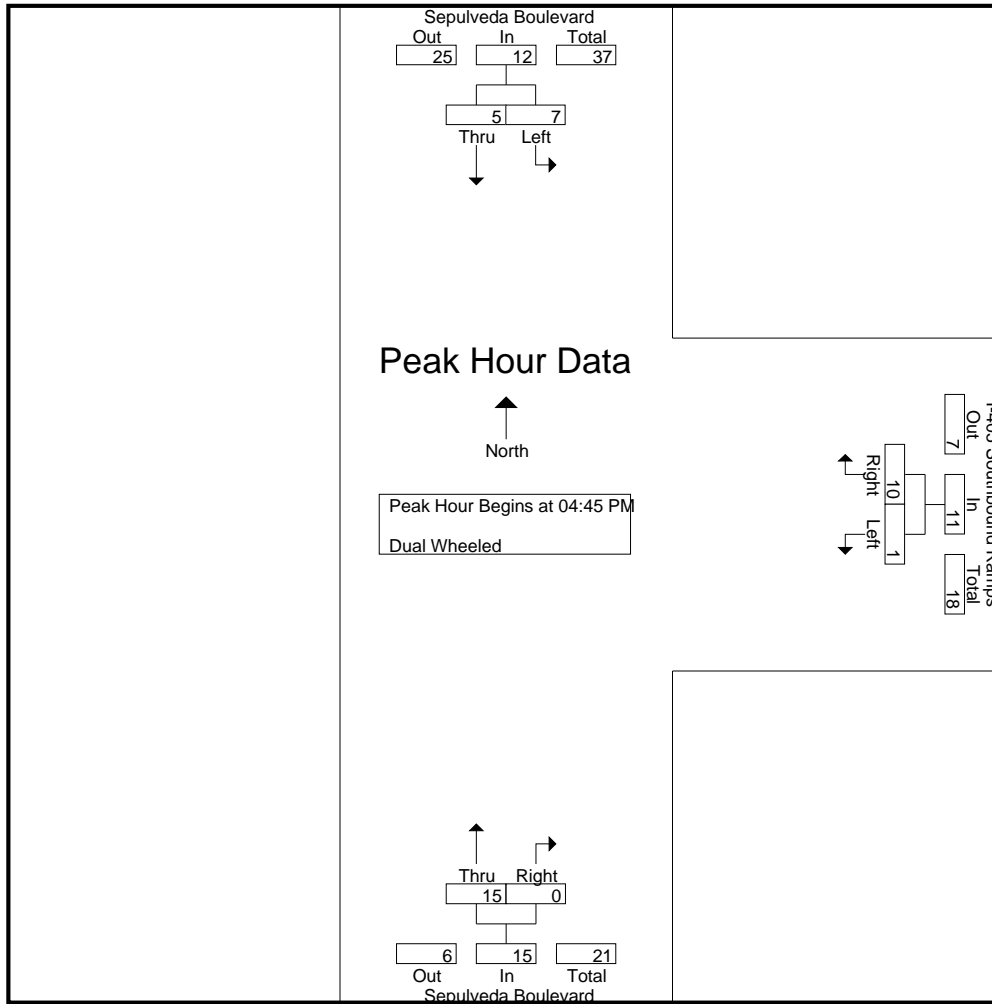 Sepulveda Boulevard
Out In Total
25 12 37
5 7
Thru Left
Peak Hour Data
North
Peak Hour Begins at 04:45 PM
Dual Wheeled
Southbound Ramps
Out In Total
7 11 18
10 1
Right Left
Thru Right
15 0
6 15 21
Out In Total
Sepulveda Boulevard